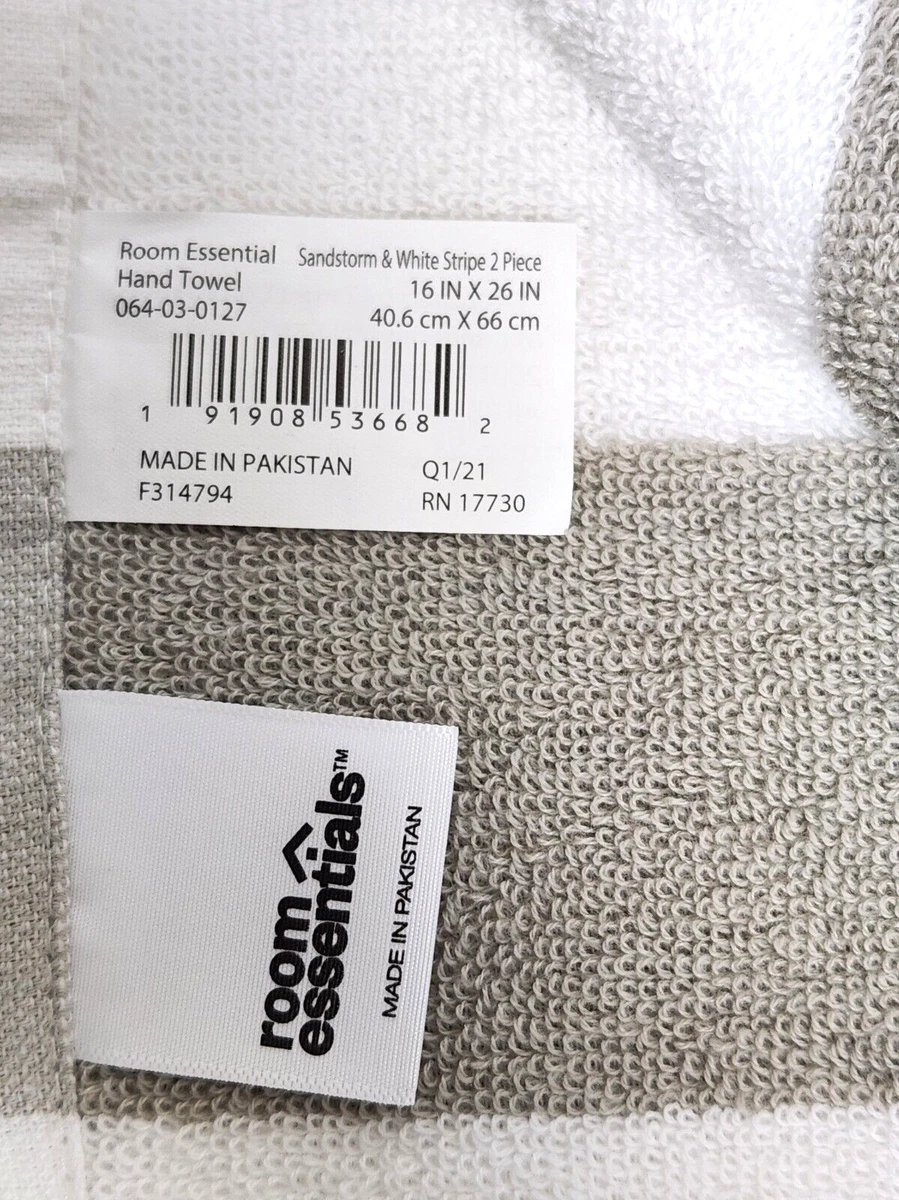 Room Essential Sandstorm & White Stripe 2 Piece
Hand Towel 16 IN X 26 IN
064-03-0127 40.6 cm X 66 cm
1 91908 53668 2
MADE IN PAKISTAN Q1/21
F314794 RN 17730
room
essentials™
MADE IN PAKISTAN